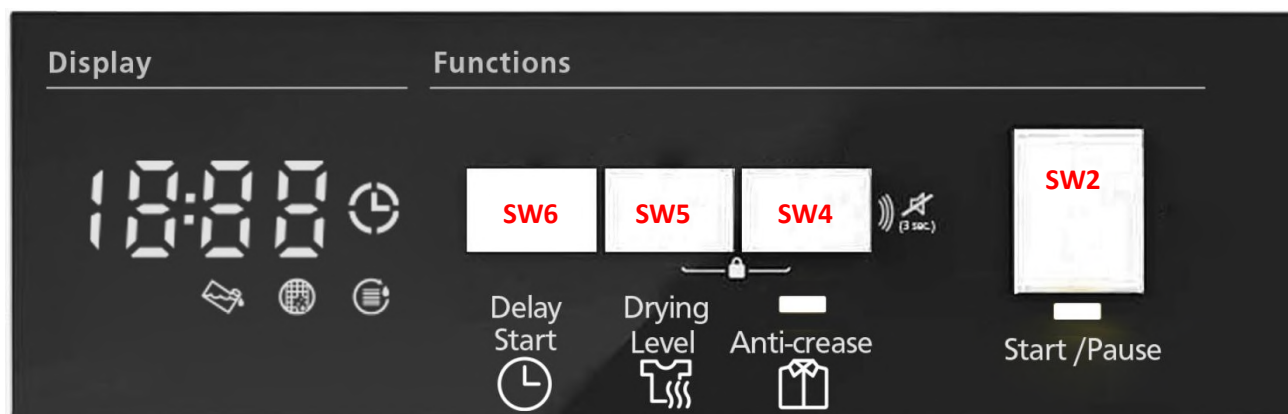 Display
Functions
18:88
SW6
SW5
SW4
(3 sec.)
SW2
Delay
Start
Drying
Level
Anti-crease
Start /Pause